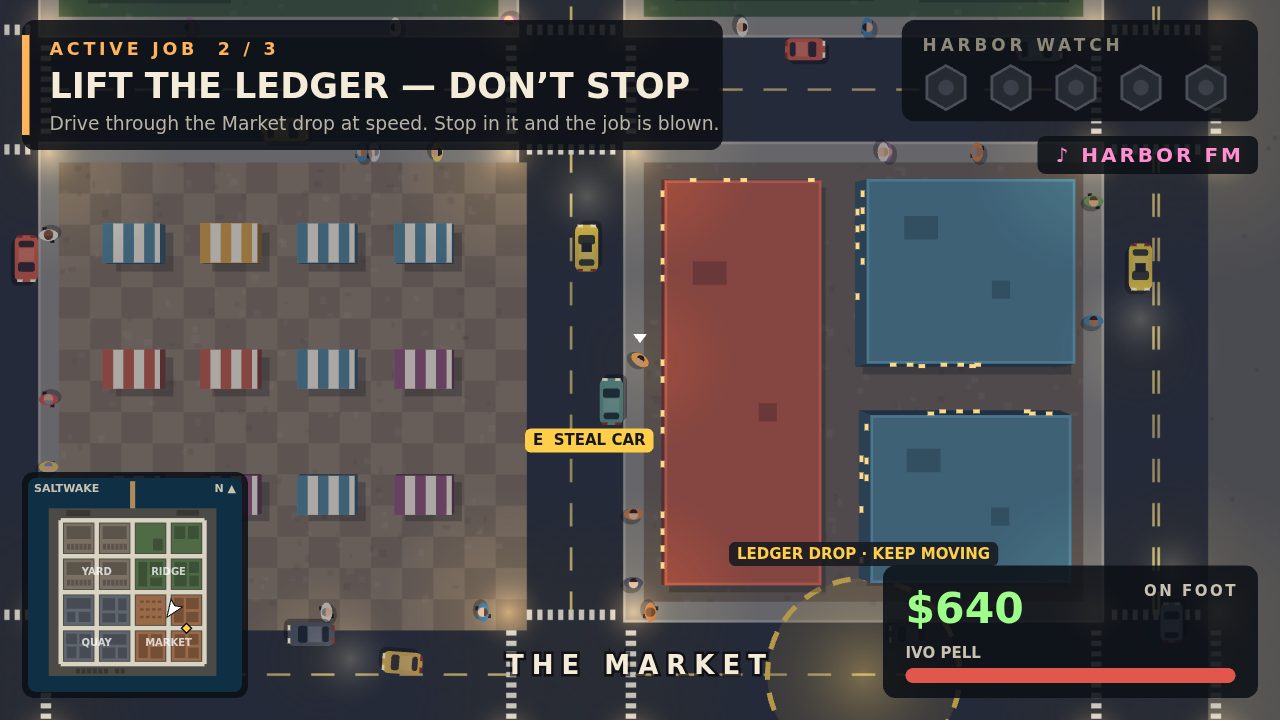 ACTIVE JOB 2 / 3
LIFT THE LEDGER — DON’T STOP
Drive through the Market drop at speed. Stop in it and the job is blown.
HARBOR WATCH
♪ HARBOR FM
E STEAL CAR
SALTWAKE
N ▲
YARD
RIDGE
QUAY
MARKET
LEDGER DROP · KEEP MOVING
THE MARKET
ON FOOT
$640
IVO PELL